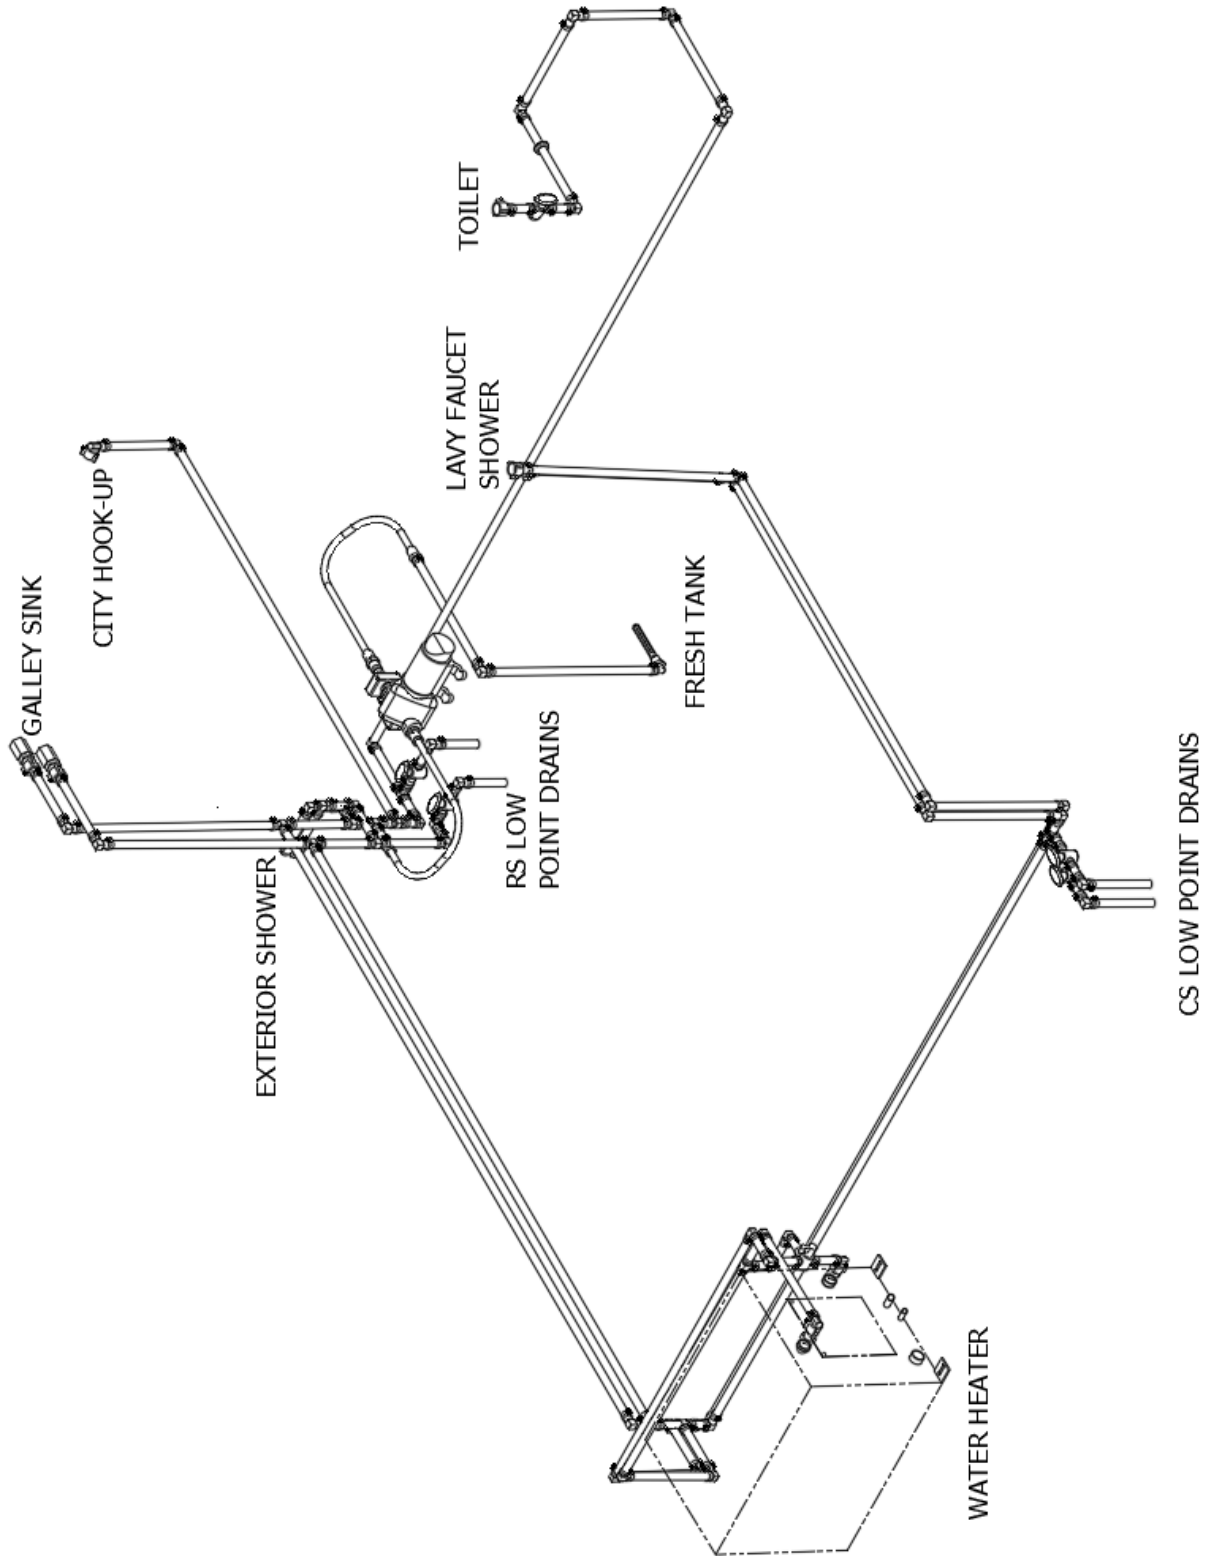 GALLEY SINK
CITY HOOK-UP
EXTERIOR SHOWER
LAVY FAUCET
SHOWER
TOILET
RS LOW
POINT DRAINS
FRESH TANK
WATER HEATER
CS LOW POINT DRAINS